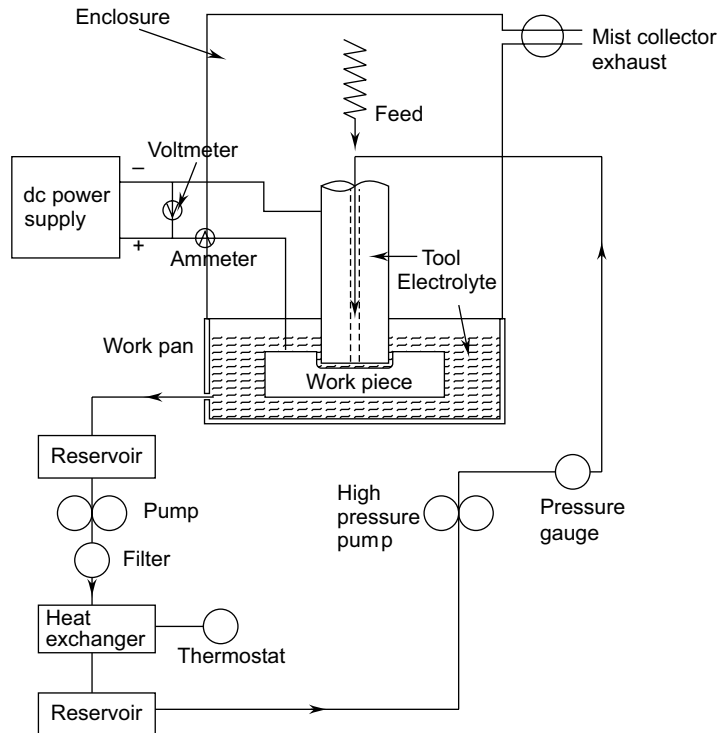 Enclosure
Mist collector
exhaust
Feed
Voltmeter
–
dc power
supply
+
Ammeter
Tool
Electrolyte
Work pan
Work piece
Reservoir
Pump
High
pressure
pump
Pressure
gauge
Filter
Heat
exchanger
Thermostat
Reservoir